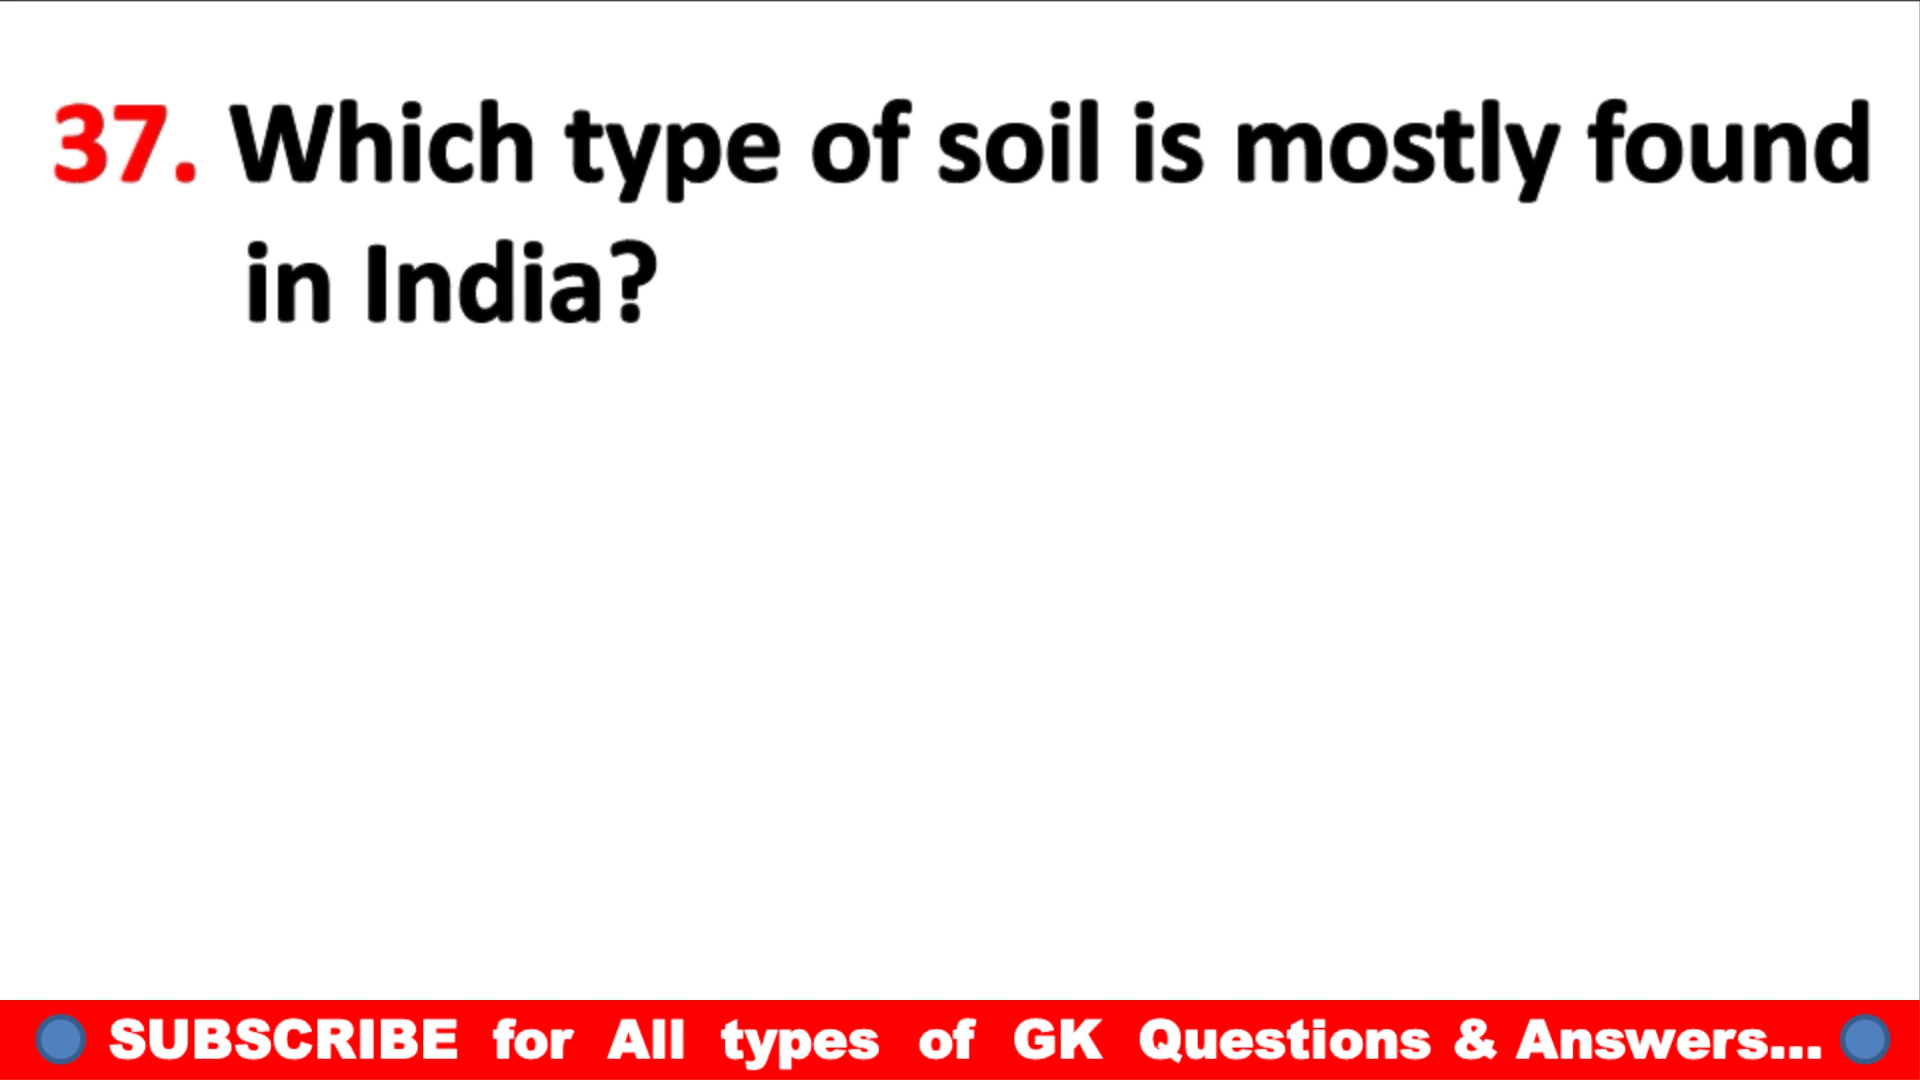 37. Which type of soil is mostly found
in India?
SUBSCRIBE for All types of GK Questions & Answers...